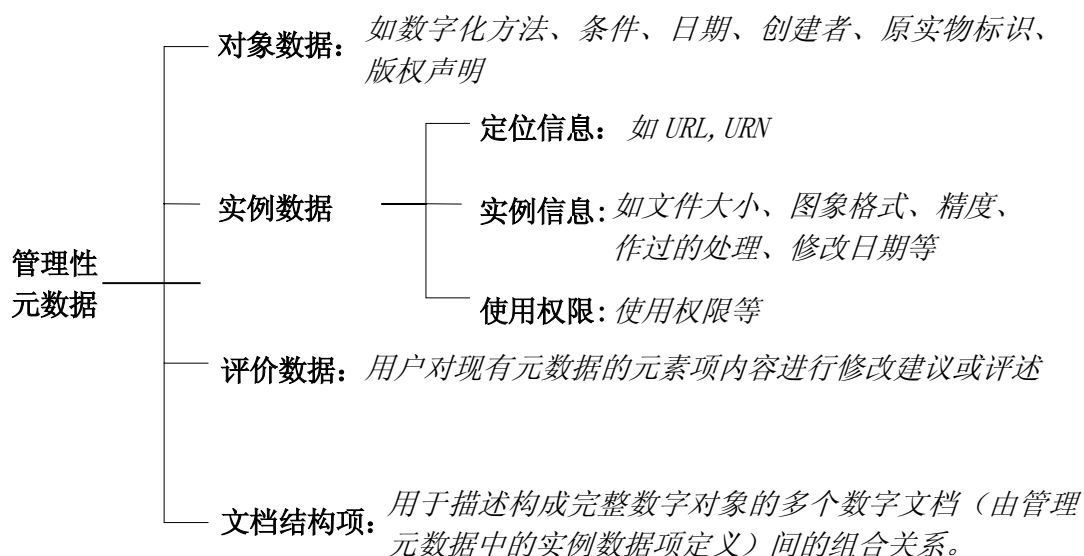 对象数据：如数字化方法、条件、日期、创建者、原实物标识、
版权声明
定位信息：如 URL, URN
实例数据
实例信息：如文件大小、图象格式、精度、
作过的处理、修改日期等
管理性
元数据
使用权限：使用权限等
评价数据：用户对现有元数据的元素项内容进行修改建议或评述
文档结构项：用于描述构成完整数字对象的多个数字文档（由管理
元数据中的实例数据项定义）间的组合关系。